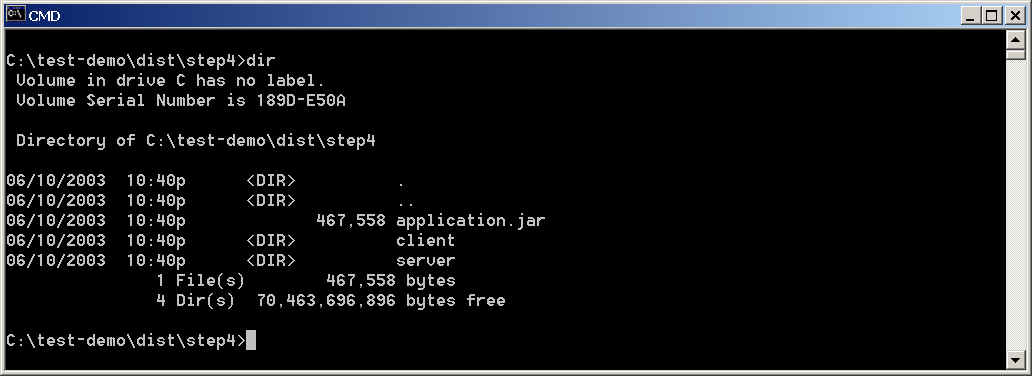 CMD
C:\test-demo\dist\step4>dir
 Volume in drive C has no label.
 Volume Serial Number is 189D-E50A
 Directory of C:\test-demo\dist\step4
06/10/2003  10:40p      <DIR>          .
06/10/2003  10:40p      <DIR>          ..
06/10/2003  10:40p             467,558 application.jar
06/10/2003  10:40p      <DIR>          client
06/10/2003  10:40p      <DIR>          server
               1 File(s)        467,558 bytes
               4 Dir(s)  70,463,696,896 bytes free
C:\test-demo\dist\step4>